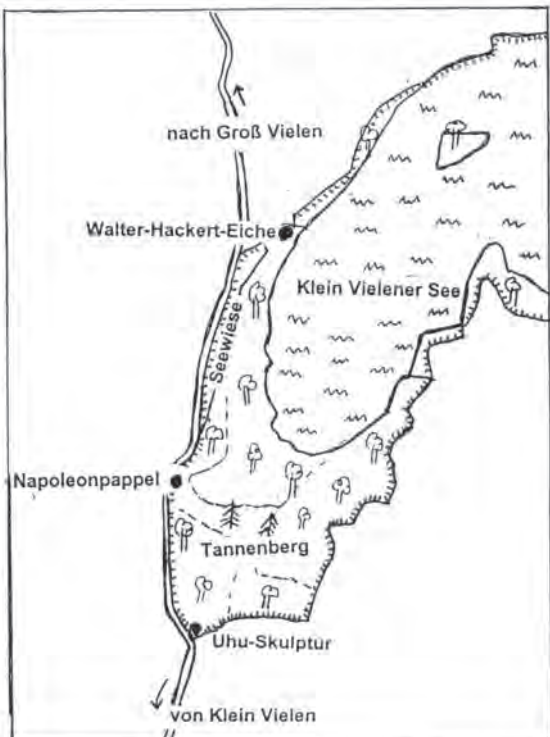 nach Groß Vielen
Walter-Hackert-Eiche
Klein Vielener See
Seewiese
Napoleonpappel
Tannenberg
Uhu-Skulptur
von Klein Vielen